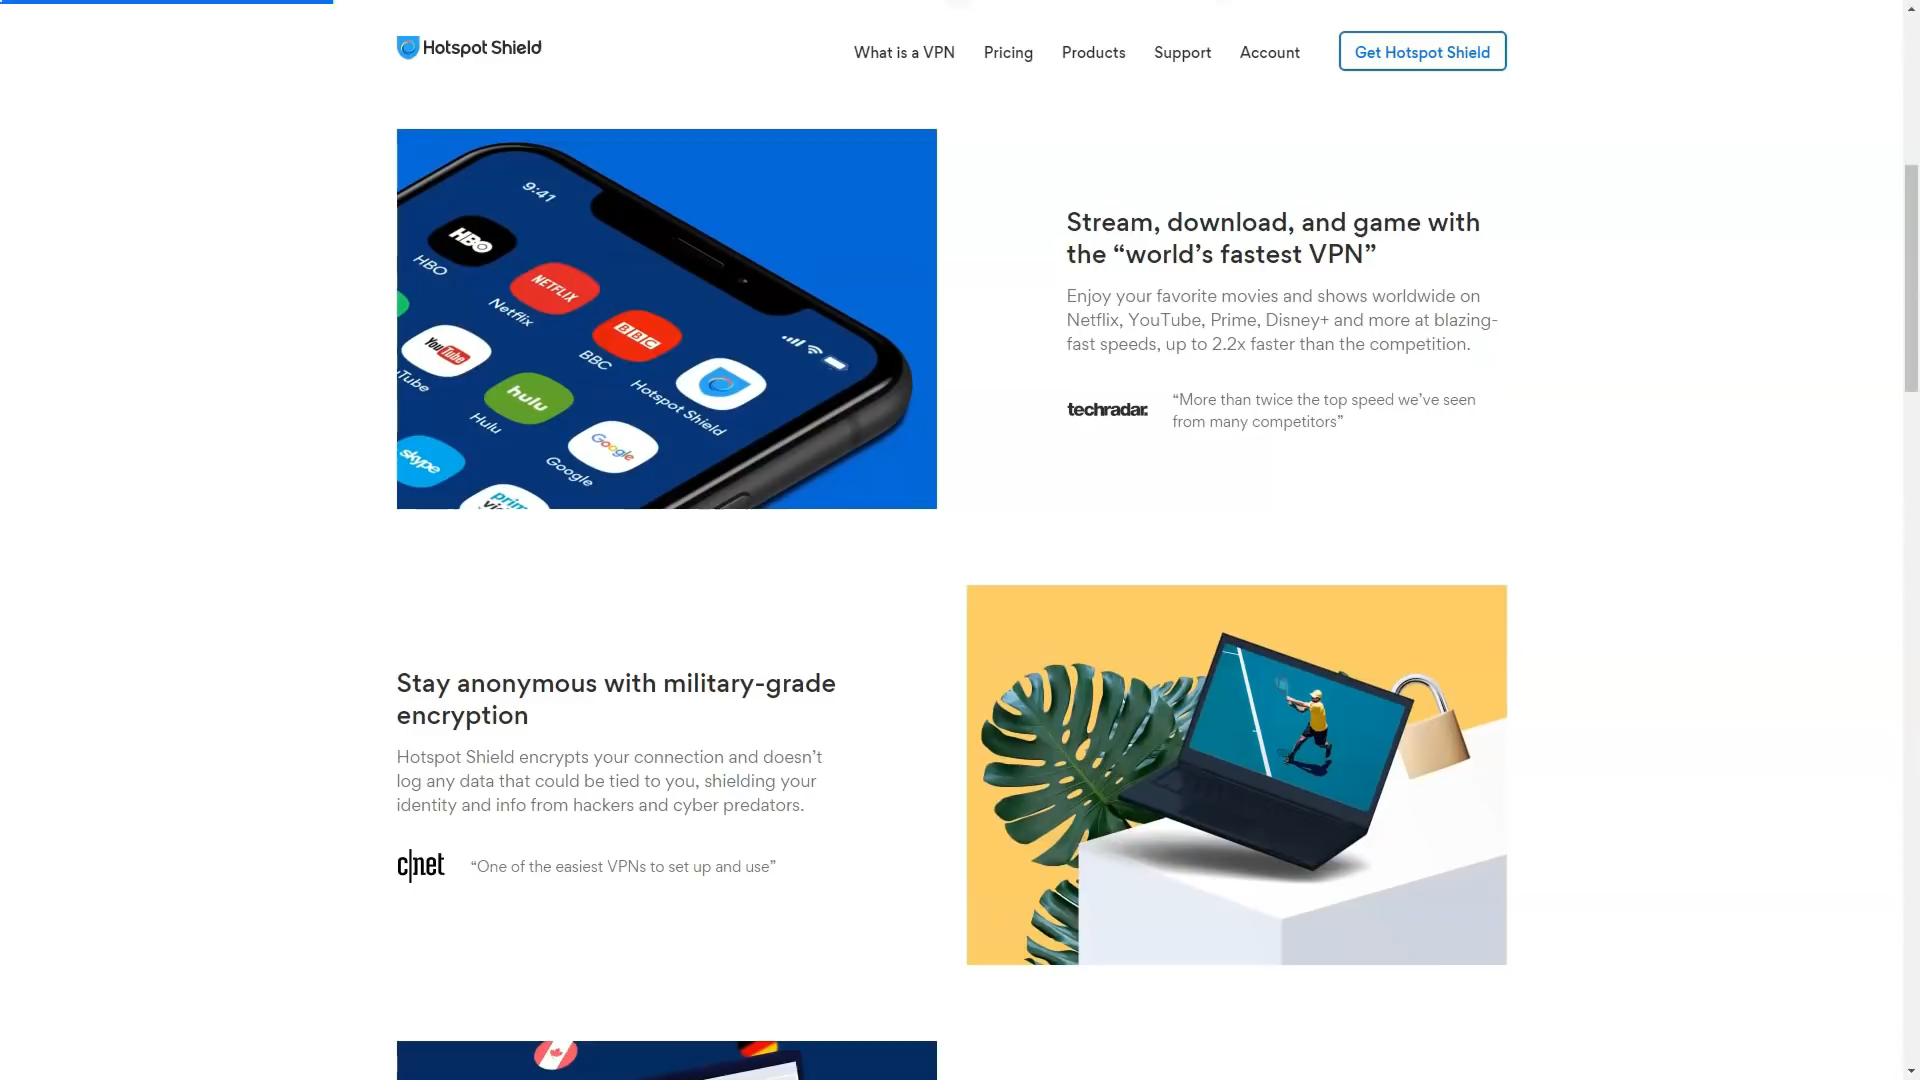 Hotspot Shield
What is a VPN
Pricing
Products
Support
Account
Get Hotspot Shield
9:41
HBO
HBO
NETFLIX
Netflix
BBC
BBC
Hotspot Shield
YouTube
uTube
hulu
Hulu
Google
Google
skype
prim
Stream, download, and game with
the “world’s fastest VPN”
Enjoy your favorite movies and shows worldwide on
Netflix, YouTube, Prime, Disney+ and more at blazing-
fast speeds, up to 2.2x faster than the competition.
techradar.
“More than twice the top speed we’ve seen
from many competitors”
Stay anonymous with military-grade
encryption
Hotspot Shield encrypts your connection and doesn’t
log any data that could be tied to you, shielding your
identity and info from hackers and cyber predators.
c|net
“One of the easiest VPNs to set up and use”